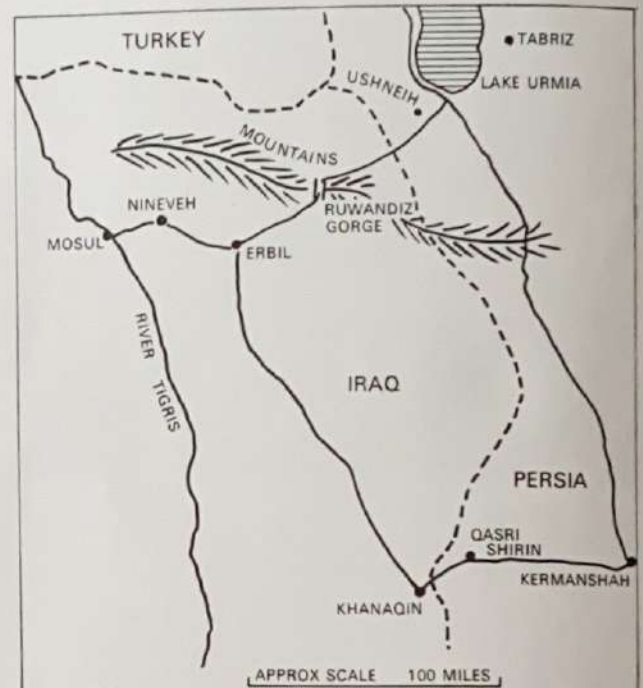 TURKEY
TABRIZ
LAKE URMIA
USHNEIH
MOUNTAINS
NINEVEH
RUWANDIZ
GORGE
MOSUL
ERBIL
RIVER
TIGRIS
IRAQ
PERSIA
QASRI
SHIRIN
KERMANSHAH
KHANAQIN
APPROX SCALE 100 MILES